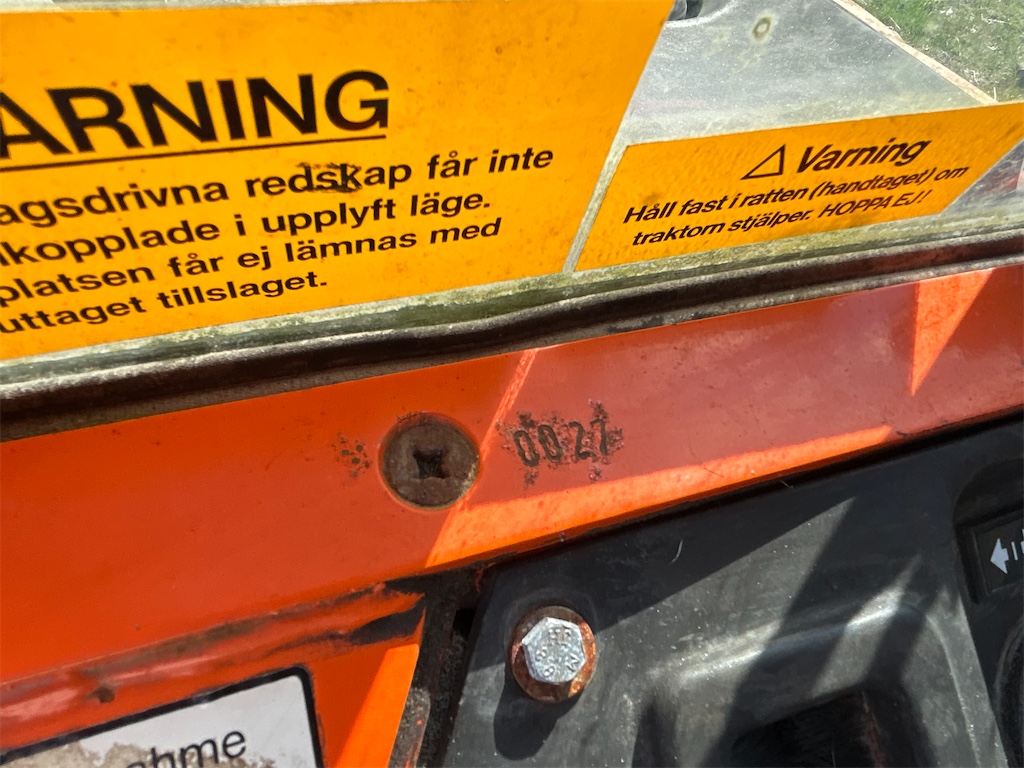 ARNING
agsdrivna redskap får inte
kopplade i upplyft läge.
platsen får ej lämnas med
uttaget tillslaget.
Varning
Håll fast i ratten (handtaget) om
traktorn stjälper. HOPPA EJ!!
0027
hme